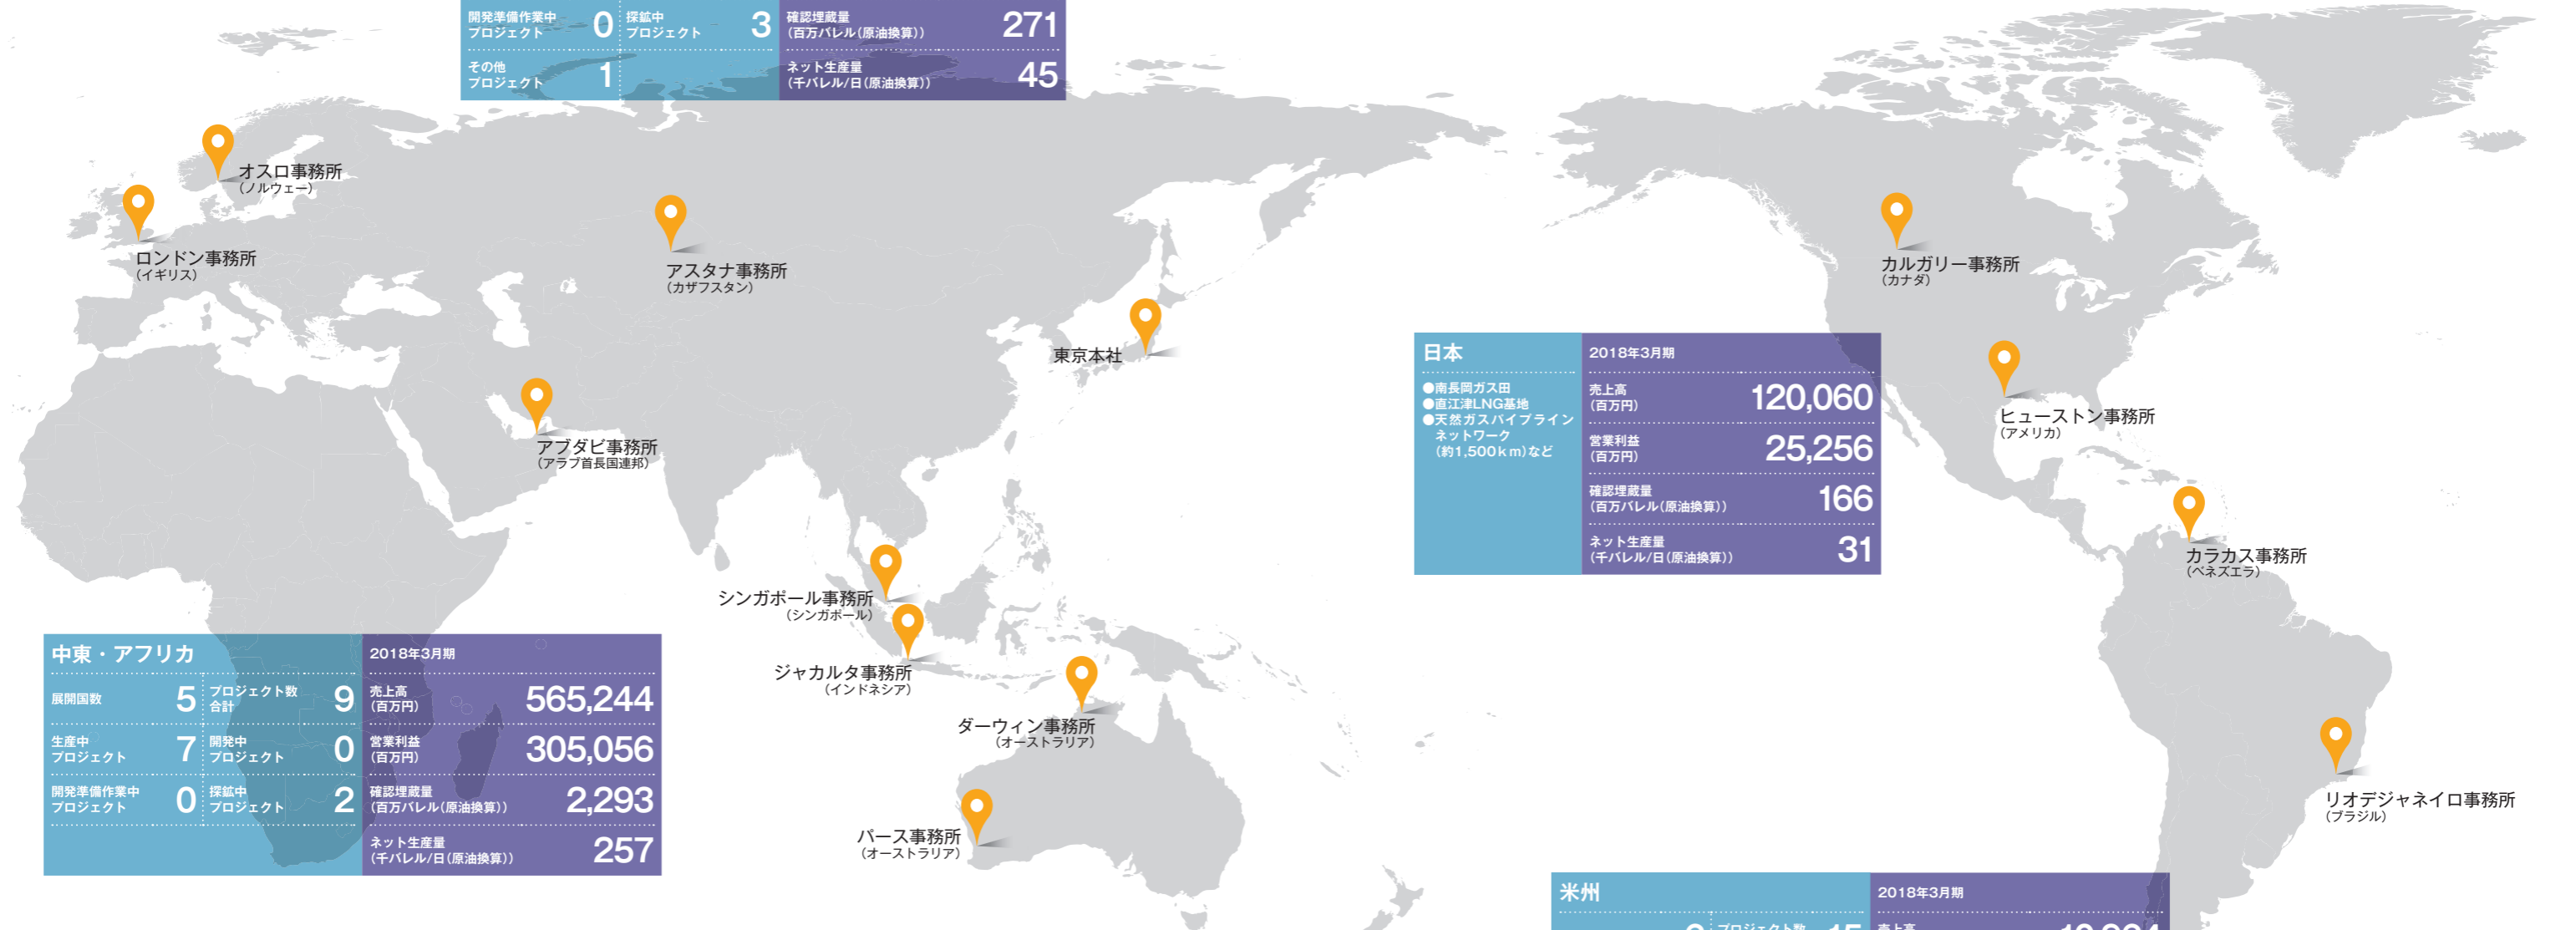 開発準備作業中
プロジェクト 0
探鉱中
プロジェクト 3
確認埋蔵量
(百万バレル(原油換算)) 271
その他
プロジェクト 1
ネット生産量
(千バレル/日(原油換算)) 45
オスロ事務所
(ノルウェー)
ロンドン事務所
(イギリス)
アスタナ事務所
(カザフスタン)
東京本社
アブダビ事務所
(アラブ首長国連邦)
シンガポール事務所
(シンガポール)
ジャカルタ事務所
(インドネシア)
ダーウィン事務所
(オーストラリア)
パース事務所
(オーストラリア)
カルガリー事務所
(カナダ)
ヒューストン事務所
(アメリカ)
カラカス事務所
(ベネズエラ)
リオデジャネイロ事務所
(ブラジル)
日本
●南長岡ガス田
●直江津LNG基地
●天然ガスパイプライン
ネットワーク
(約1,500km)など
2018年3月期
売上高
(百万円) 120,060
営業利益
(百万円) 25,256
確認埋蔵量
(百万バレル(原油換算)) 166
ネット生産量
(千バレル/日(原油換算)) 31
中東・アフリカ
展開国数 5
プロジェクト数
合計 9
生産中
プロジェクト 7
開発中
プロジェクト 0
開発準備作業中
プロジェクト 0
探鉱中
プロジェクト 2
2018年3月期
売上高
(百万円) 565,244
営業利益
(百万円) 305,056
確認埋蔵量
(百万バレル(原油換算)) 2,293
ネット生産量
(千バレル/日(原油換算)) 257
米州
プロジェクト数 15
2018年3月期
売上高